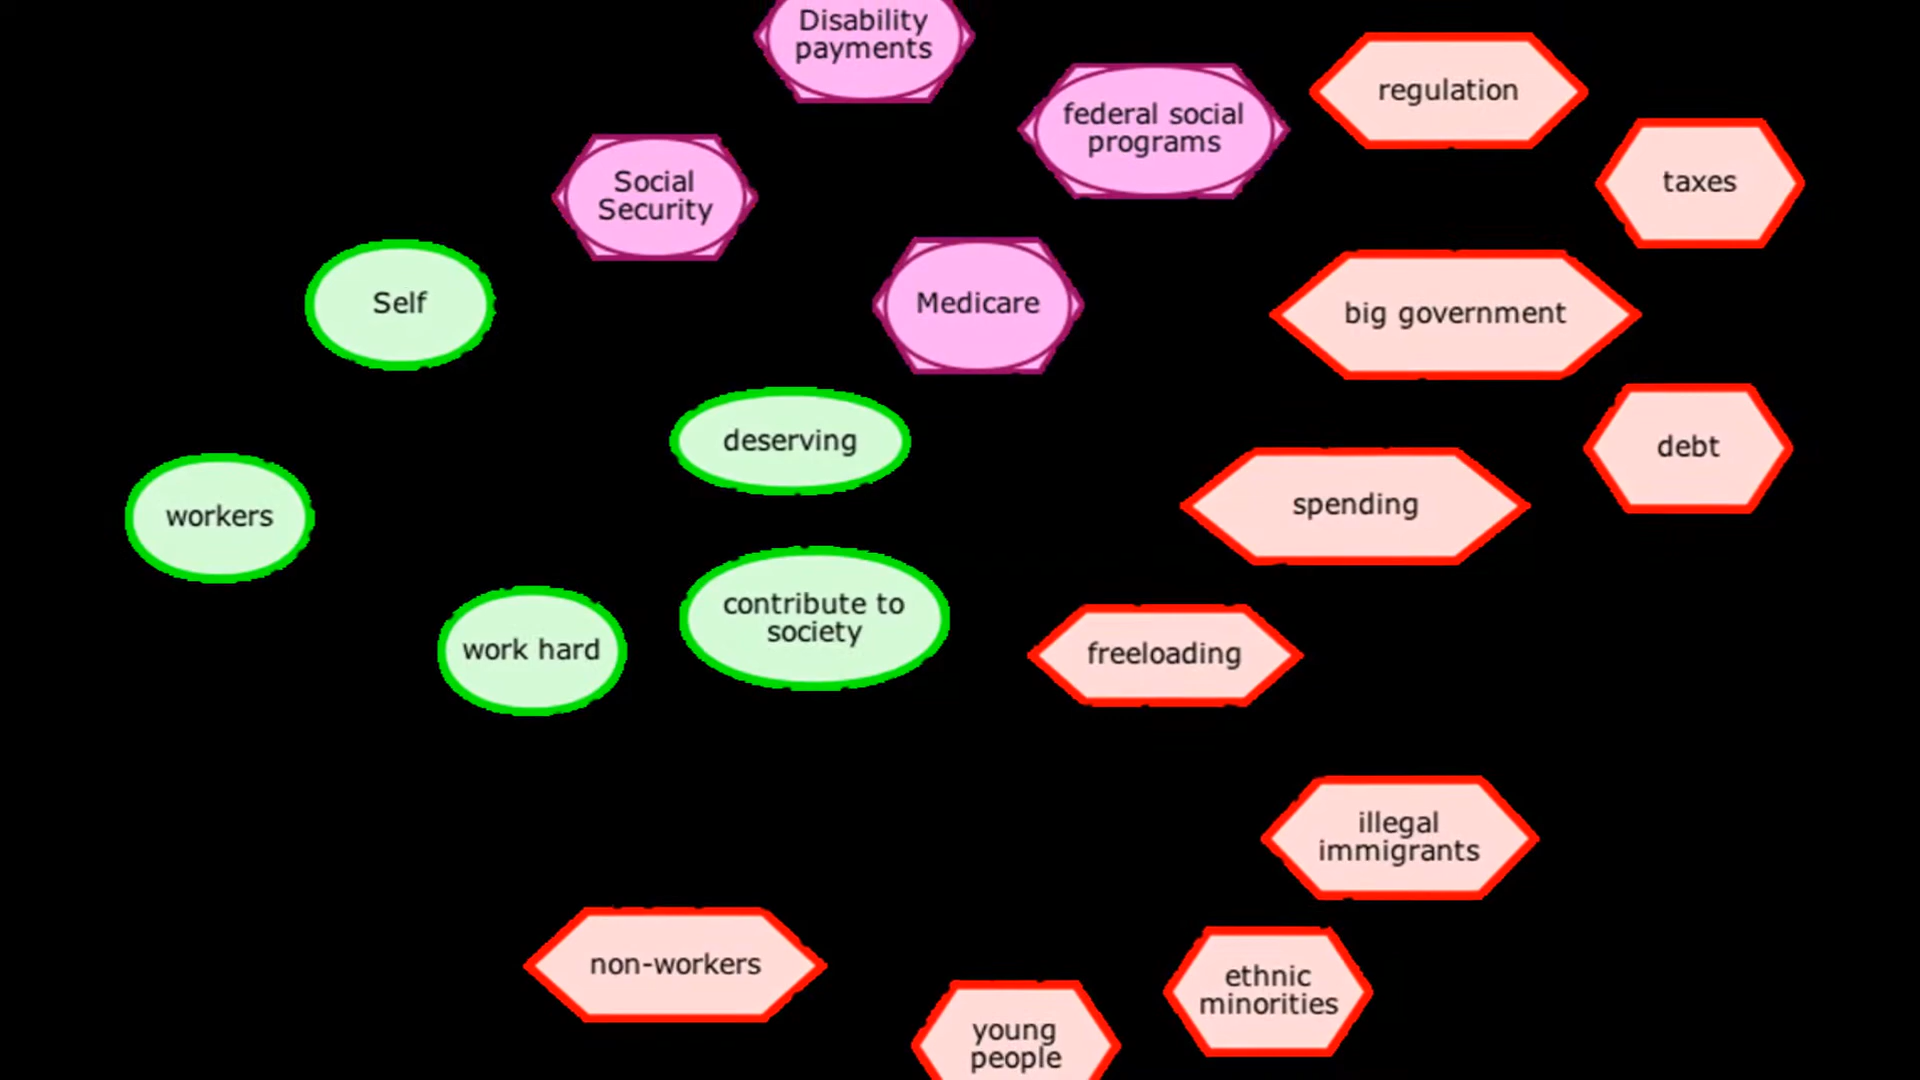 Disability
payments
federal social
programs
regulation
taxes
Social
Security
Self
Medicare
big government
deserving
debt
workers
spending
contribute to
society
work hard
freeloading
illegal
immigrants
non-workers
ethnic
minorities
young
people